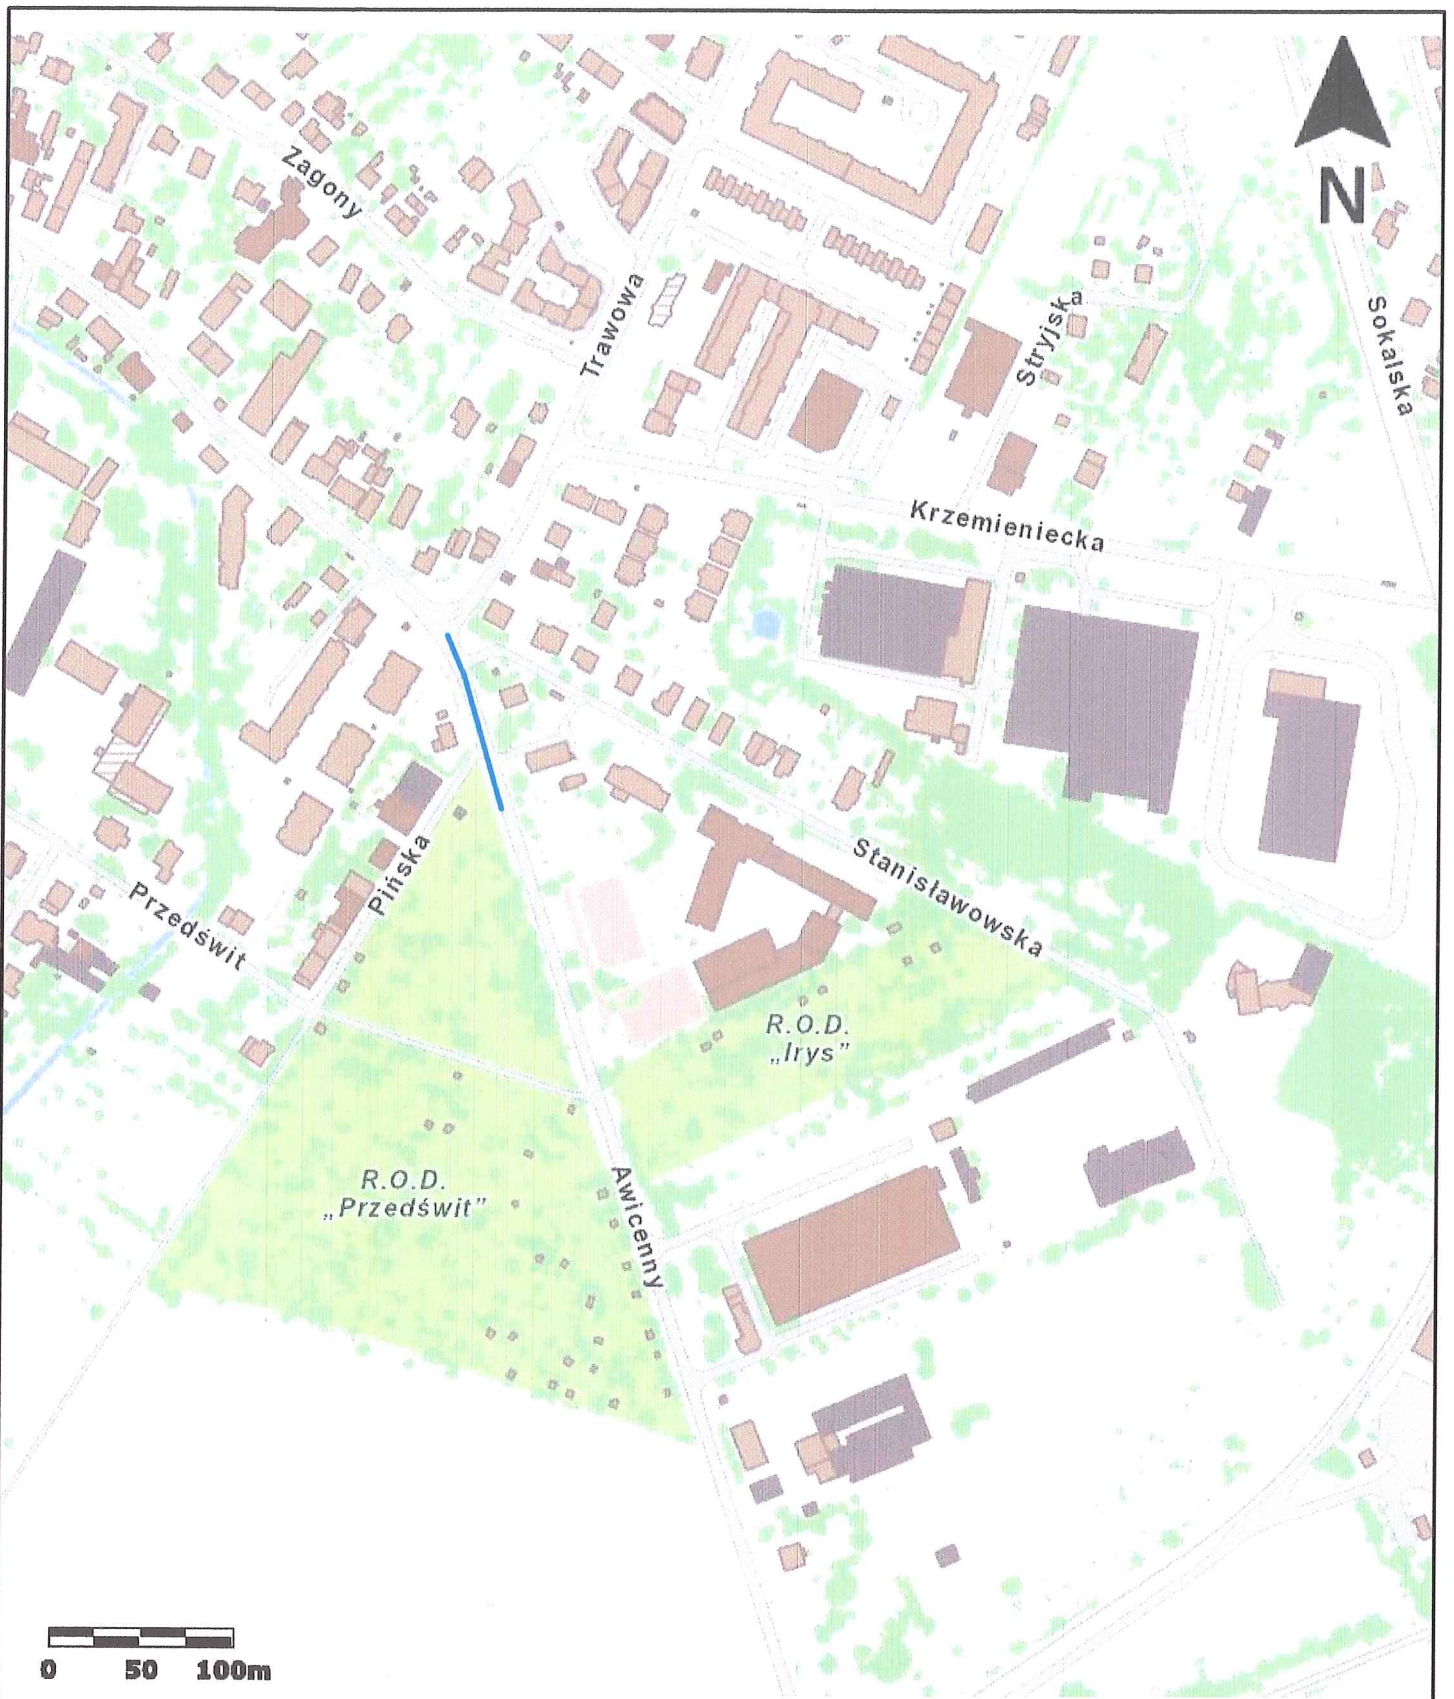 N
Zagony
Trawowa
Stryjska
Sokalska
Krzemieniecka
Stanisławowska
Pińska
Przedświt
R.O.D.
„Irys”
R.O.D.
„Przedświt”
Awicenny
0 50 100m